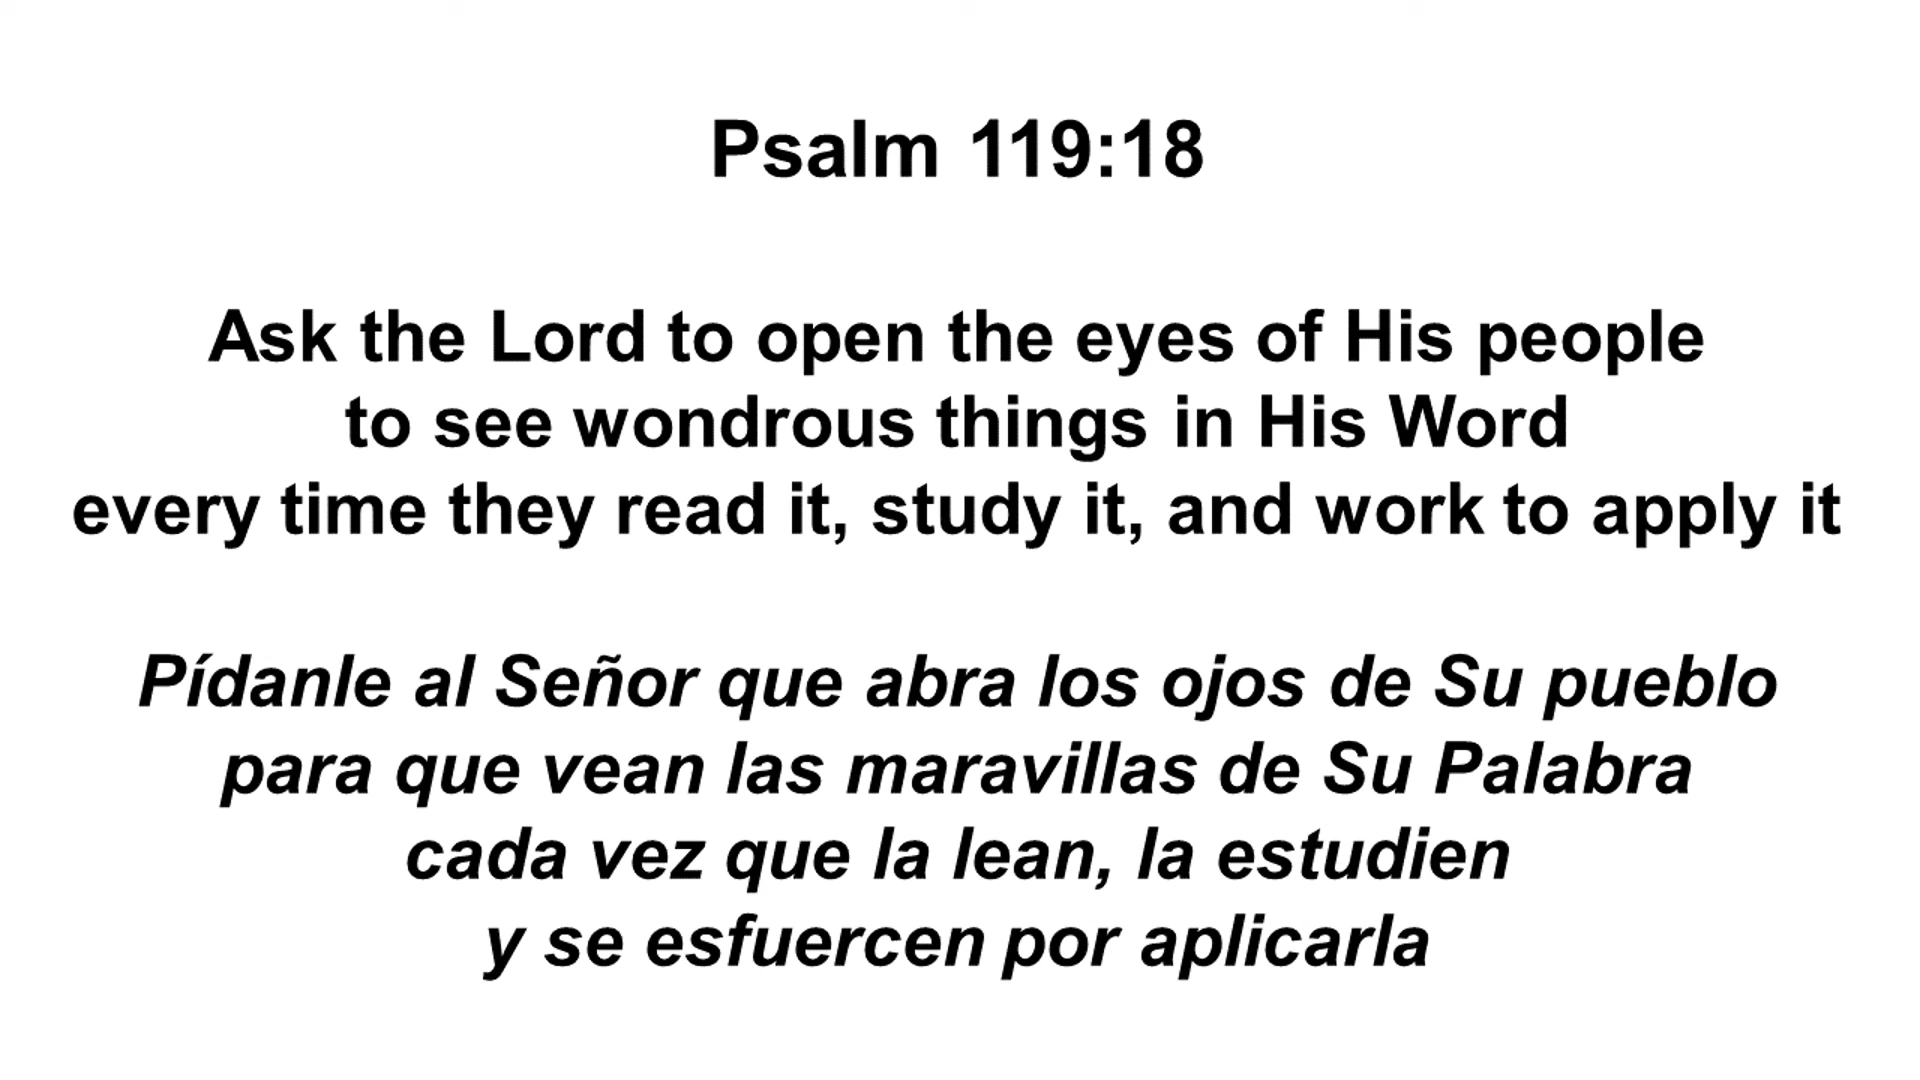 Psalm 119:18
Ask the Lord to open the eyes of His people
to see wondrous things in His Word
every time they read it, study it, and work to apply it
Pídanle al Señor que abra los ojos de Su pueblo
para que vean las maravillas de Su Palabra
cada vez que la lean, la estudien
y se esfuercen por aplicarla